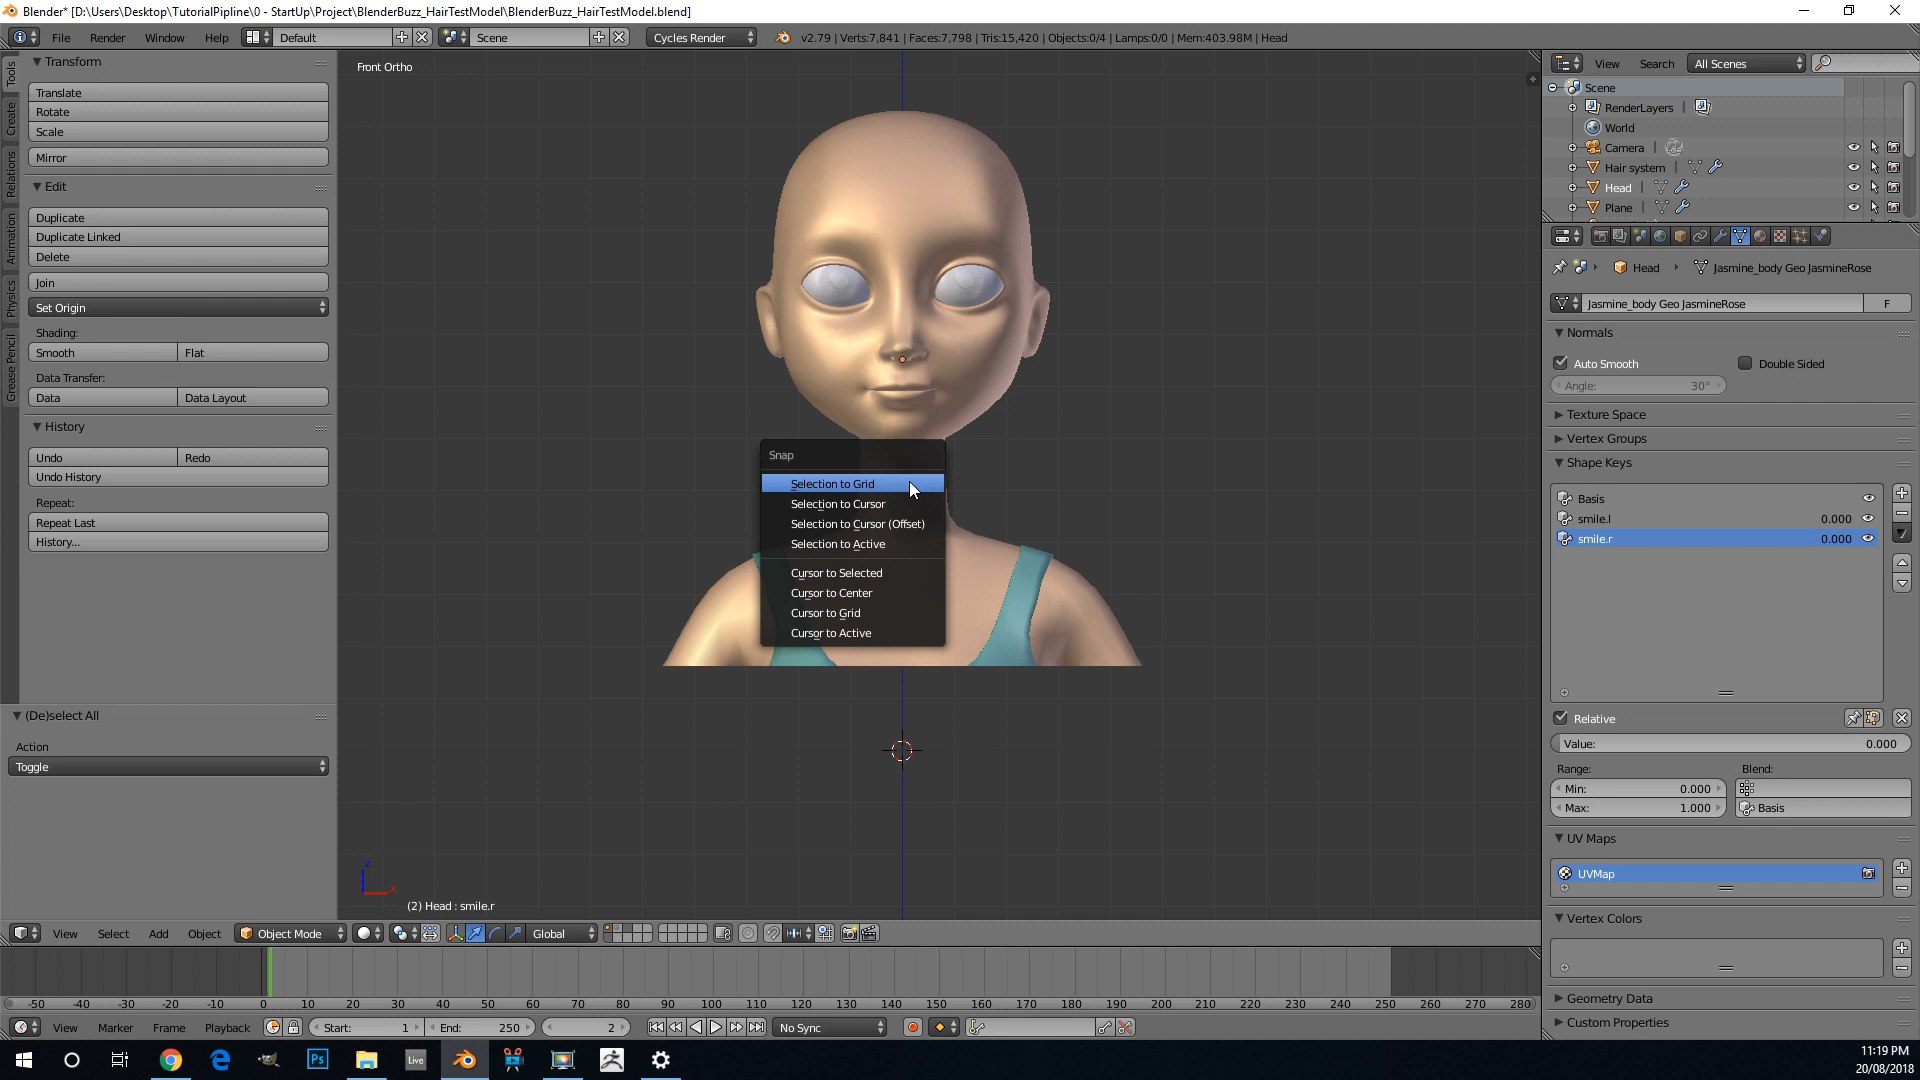 Blender* [D:\Users\Desktop\TutorialPipline\0 - StartUp\Project\BlenderBuzz_HairTestModel\BlenderBuzz_HairTestModel.blend]
File Render Window Help Default Scene Cycles Render v2.79 | Verts:7,841 | Faces:7,798 | Tris:15,420 | Objects:0/4 | Lamps:0/0 | Mem:403.98M | Head
Tools
Create
Relations
Animation
Physics
Grease Pencil
Transform
Translate
Rotate
Scale
Mirror
Edit
Duplicate
Duplicate Linked
Delete
Join
Set Origin
Shading:
Smooth Flat
Data Transfer:
Data Data Layout
History
Undo Redo
Undo History
Repeat:
Repeat Last
History...
(De)select All
Action
Toggle
Front Ortho
Snap
Selection to Grid
Selection to Cursor
Selection to Cursor (Offset)
Selection to Active
Cursor to Selected
Cursor to Center
Cursor to Grid
Cursor to Active
z
x
(2) Head : smile.r
View Select Add Object Object Mode Global
View Search All Scenes
Scene
RenderLayers
World
Camera
Hair system
Head
Plane
Head Jasmine_body Geo JasmineRose
Jasmine_body Geo JasmineRose F
Normals
Auto Smooth Double Sided
Angle: 30°
Texture Space
Vertex Groups
Shape Keys
Basis
smile.l 0.000
smile.r 0.000
Relative
Value: 0.000
Range: Blend:
Min: 0.000
Max: 1.000 Basis
UV Maps
UVMap
Vertex Colors
Geometry Data
Custom Properties
-50 -40 -30 -20 -10 0 10 20 30 40 50 60 70 80 90 100 110 120 130 140 150 160 170 180 190 200 210 220 230 240 250 260 270 280
View Marker Frame Playback Start: 1 End: 250 2 No Sync
Ps
Live
11:19 PM
20/08/2018